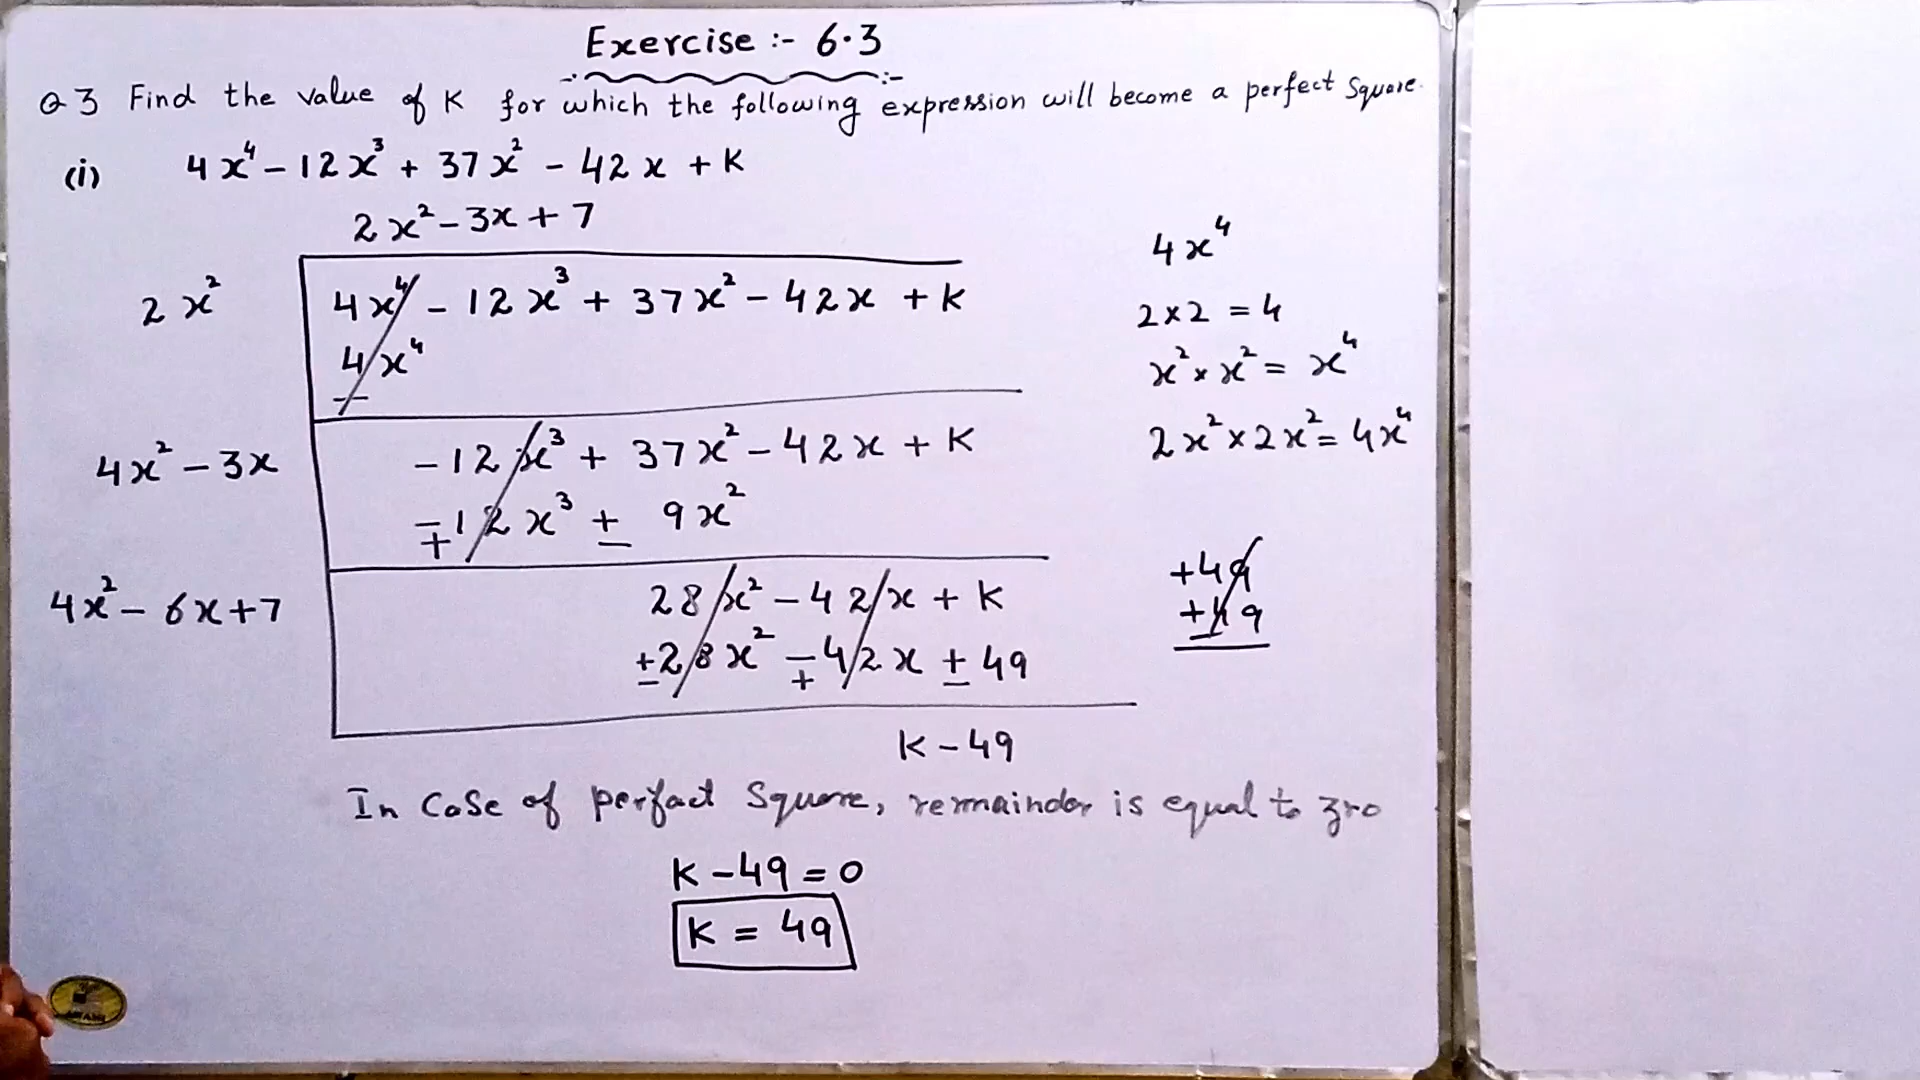 Exercise :- 6.3
Q3 Find the value of K for which the following expression will become a perfect Square.
(i) 4x⁴ - 12x³ + 37x² - 42x + K
2x² - 3x + 7
2x² 4x⁴ - 12x³ + 37x² - 42x + K
4x⁴
-
4x² - 3x -12x³ + 37x² - 42x + K
-12x³ + 9x²
+ -
4x² - 6x + 7 28x² - 42x + K
+28x² - 42x + 49
- + -
K - 49
In Case of perfact Square, remainder is equal to zro
K - 49 = 0
K = 49
4x⁴
2 × 2 = 4
x² × x² = x⁴
2x² × 2x² = 4x⁴
+49
+49
-